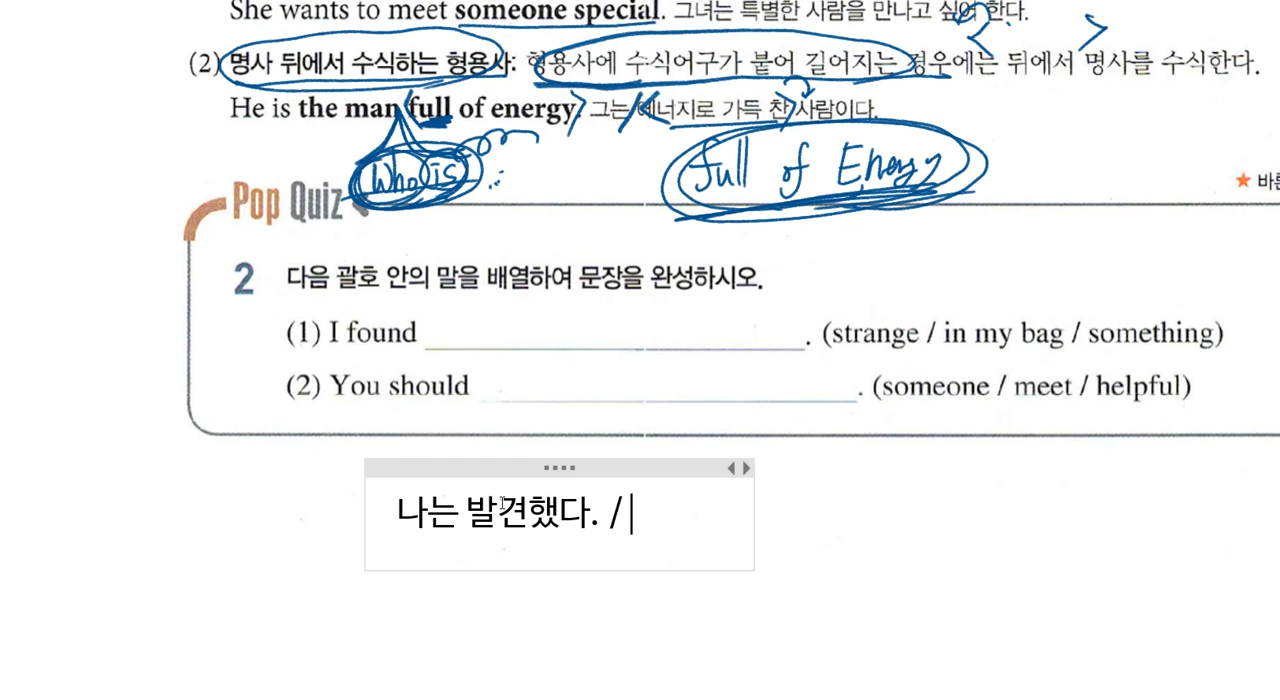 She wants to meet someone special. 그녀는 특별한 사람을 만나고 싶어 한다.
(2) 명사 뒤에서 수식하는 형용사: 형용사에 수식어구가 붙어 길어지는 경우에는 뒤에서 명사를 수식한다.
He is the man full of energy. 그는 에너지로 가득 찬 사람이다.
Who is
full of Energy
Pop Quiz
★ 바른
2 다음 괄호 안의 말을 배열하여 문장을 완성하시오.
(1) I found . (strange / in my bag / something)
(2) You should . (someone / meet / helpful)
나는 발견했다. /